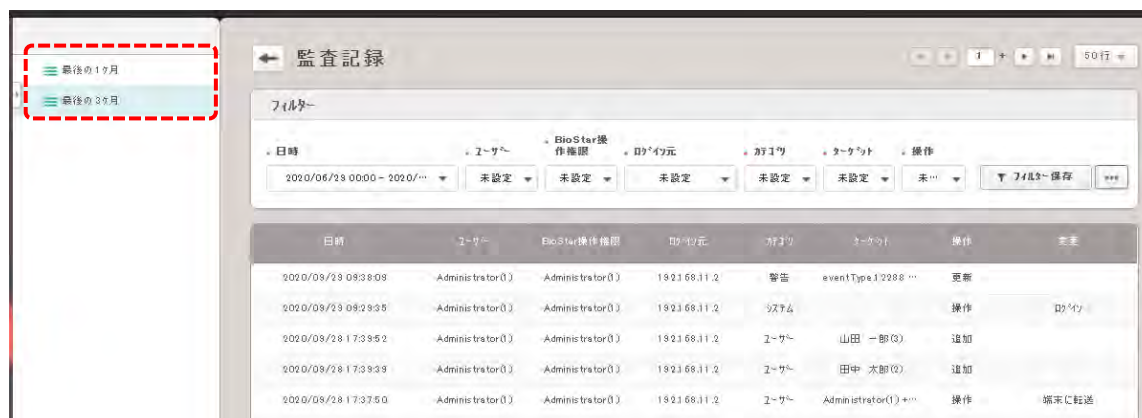 最後の1ヶ月
最後の3ヶ月
監査記録
1
50行
フィルター
日時
ユーザー
BioStar操作権限
ログイン元
カテゴリ
ターゲット
操作
2020/06/29 00:00 - 2020/…
未設定
未設定
未設定
未設定
未設定
未…
フィルター保存
日時 ユーザー BioStar操作権限 ログイン元 カテゴリ ターゲット 操作 変更
2020/09/29 09:38:09 Administrator(1) Administrator(1) 192.168.11.2 警告 eventType.12288 … 更新
2020/09/29 09:29:35 Administrator(1) Administrator(1) 192.168.11.2 システム 操作 ログイン
2020/09/28 17:39:52 Administrator(1) Administrator(1) 192.168.11.2 ユーザー 山田 一郎(3) 追加
2020/09/28 17:39:39 Administrator(1) Administrator(1) 192.168.11.2 ユーザー 田中 太郎(2) 追加
2020/09/28 17:37:50 Administrator(1) Administrator(1) 192.168.11.2 ユーザー Administrator(1) +… 操作 端末に転送